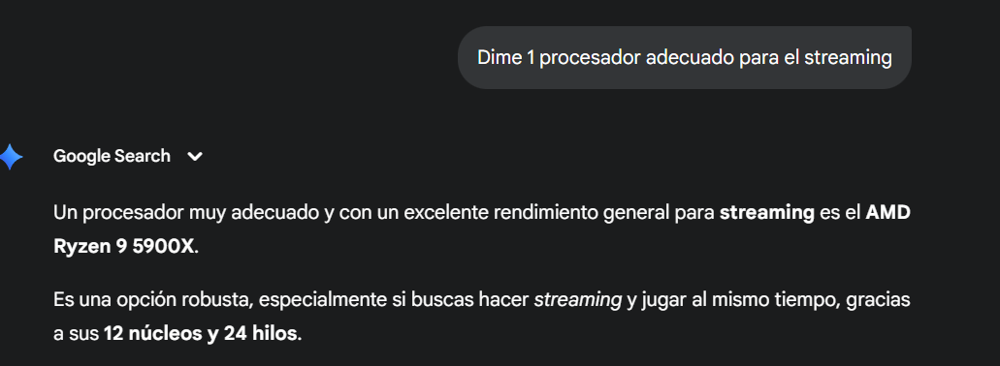 Dime 1 procesador adecuado para el streaming
Google Search
Un procesador muy adecuado y con un excelente rendimiento general para streaming es el AMD
Ryzen 9 5900X.
Es una opción robusta, especialmente si buscas hacer streaming y jugar al mismo tiempo, gracias
a sus 12 núcleos y 24 hilos.